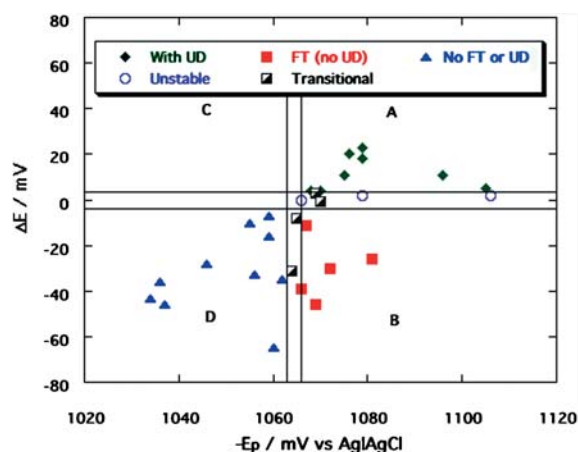 80
60
40
20
0
-20
-40
-60
-80
ΔE / mV
With UD
FT (no UD)
No FT or UD
Unstable
Transitional
C
A
D
B
1020
1040
1060
1080
1100
1120
-Ep / mV vs Ag|AgCl